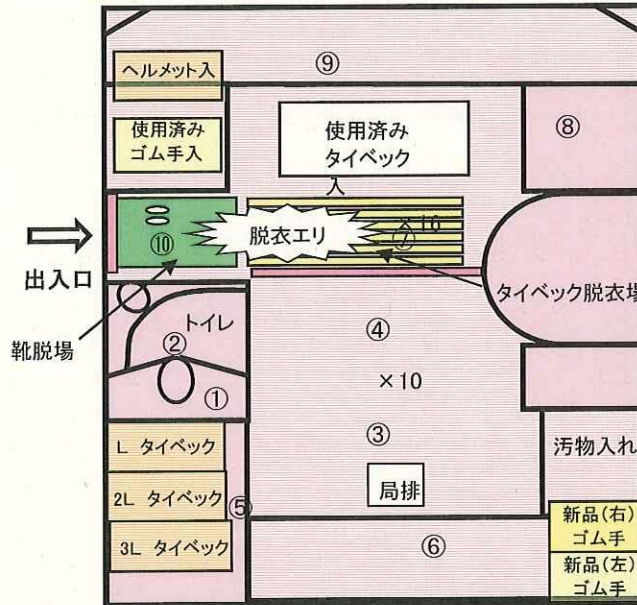 ⑨
ヘルメット入
使用済み
ゴム手入
使用済み
タイベック
入
⑧
⑩
脱衣エリ
⑦
出入口
タイベック脱衣場
トイレ
②
①
靴脱場
④
×10
③
L タイベック
2L タイベック
3L タイベック
⑤
局排
汚物入れ
⑥
新品(右)
ゴム手
新品(左)
ゴム手